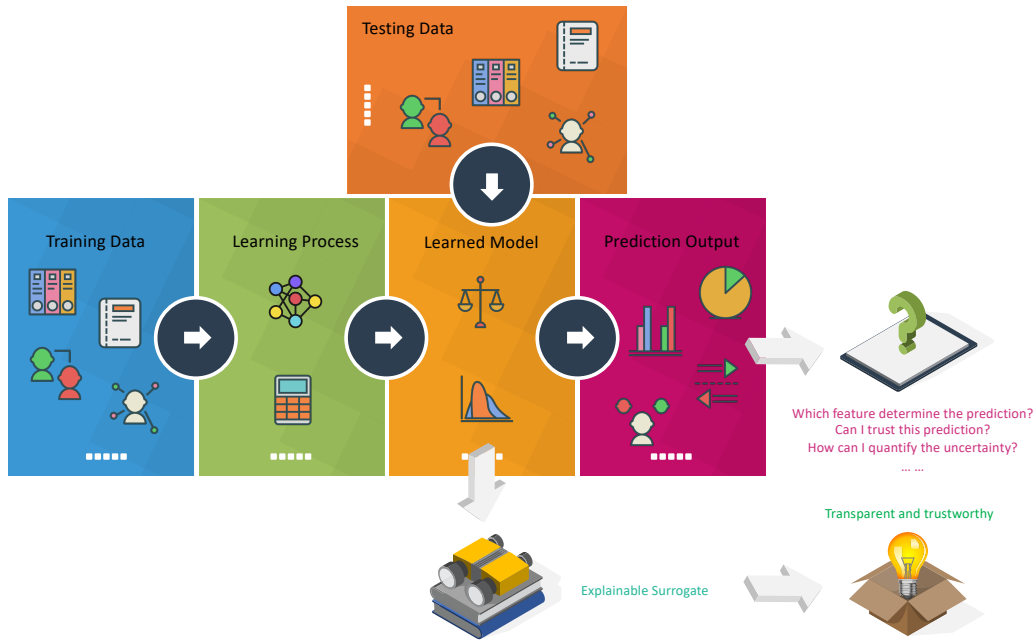 Testing Data
Training Data
Learning Process
Learned Model
Prediction Output
Which feature determine the prediction?
Can I trust this prediction?
How can I quantify the uncertainty?
... ...
Transparent and trustworthy
Explainable Surrogate